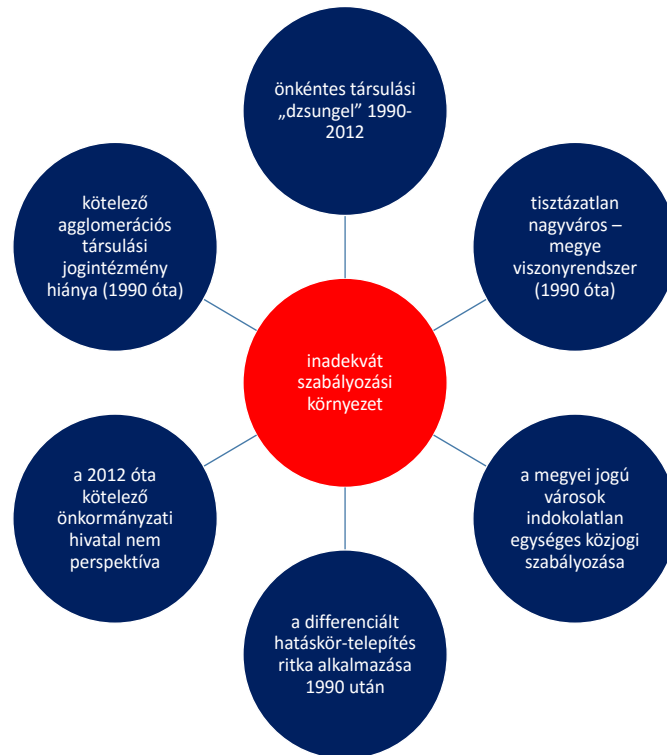 önkéntes társulási
„dzsungel” 1990-
2012
tisztázatlan
nagyváros –
megye
viszonyrendszer
(1990 óta)
a megyei jogú
városok
indokolatlan
egységes közjogi
szabályozása
a differenciált
hatáskör-telepítés
ritka alkalmazása
1990 után
a 2012 óta
kötelező
önkormányzati
hivatal nem
perspektíva
kötelező
agglomerációs
társulási
jogintézmény
hiánya (1990 óta)
inadekvát
szabályozási
környezet